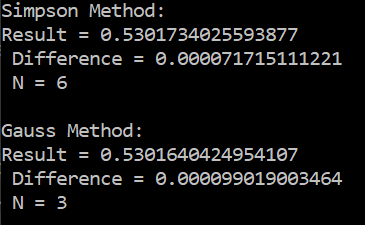 Simpson Method:
Result = 0.5301734025593877
Difference = 0.000071715111221
N = 6
Gauss Method:
Result = 0.5301640424954107
Difference = 0.000099019003464
N = 3